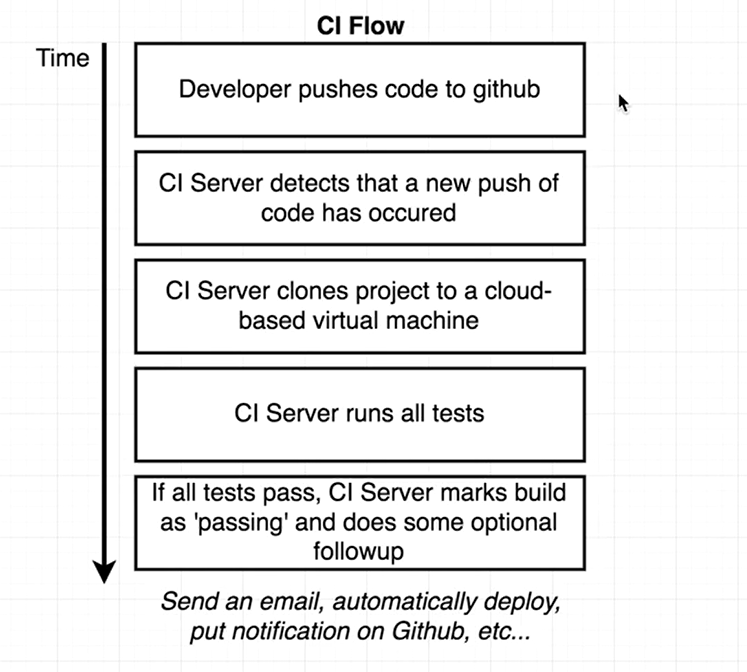 CI Flow
Time
Developer pushes code to github
CI Server detects that a new push of
code has occured
CI Server clones project to a cloud-
based virtual machine
CI Server runs all tests
If all tests pass, CI Server marks build
as 'passing' and does some optional
followup
Send an email, automatically deploy,
put notification on Github, etc...